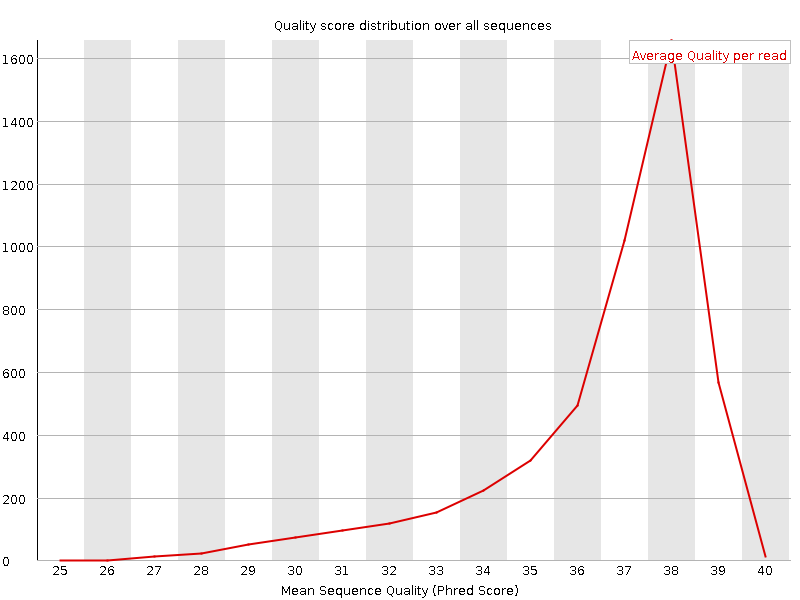 Quality score distribution over all sequences
Average Quality per read
1600
1400
1200
1000
800
600
400
200
0
25 26 27 28 29 30 31 32 33 34 35 36 37 38 39 40
Mean Sequence Quality (Phred Score)